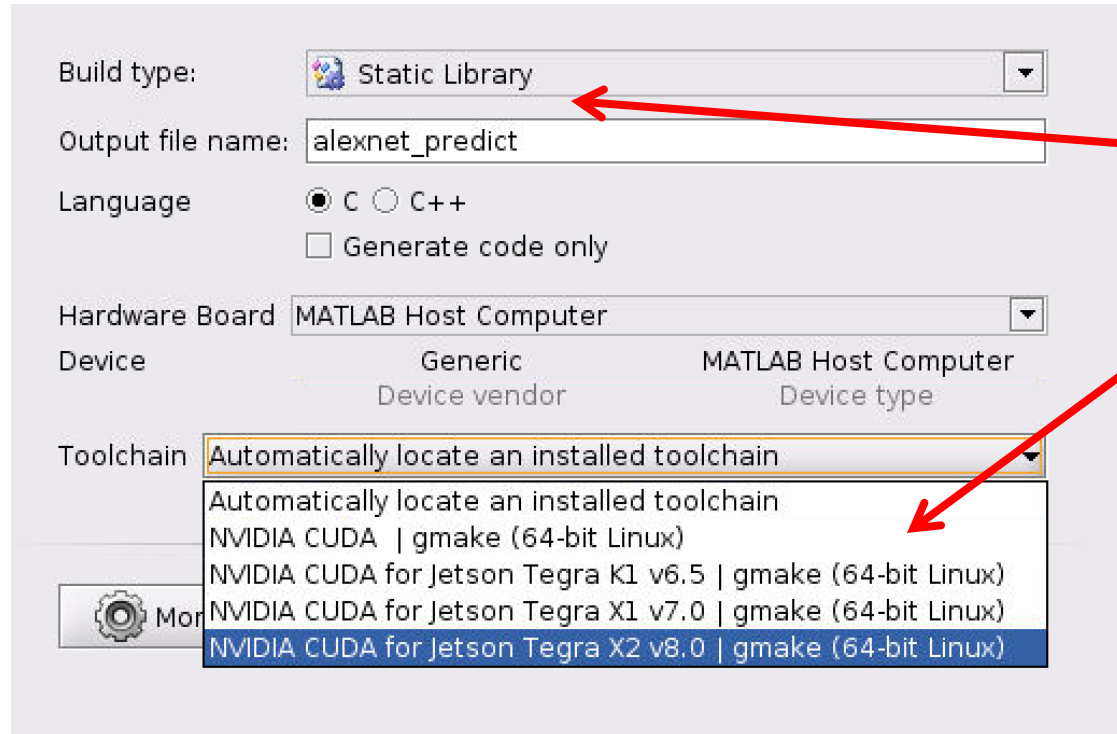 Build type: Static Library
Output file name: alexnet_predict
Language C C++
Generate code only
Hardware Board MATLAB Host Computer
Device Generic MATLAB Host Computer
Device vendor Device type
Toolchain Automatically locate an installed toolchain
Automatically locate an installed toolchain
NVIDIA CUDA | gmake (64-bit Linux)
NVIDIA CUDA for Jetson Tegra K1 v6.5 | gmake (64-bit Linux)
Mor NVIDIA CUDA for Jetson Tegra X1 v7.0 | gmake (64-bit Linux)
NVIDIA CUDA for Jetson Tegra X2 v8.0 | gmake (64-bit Linux)